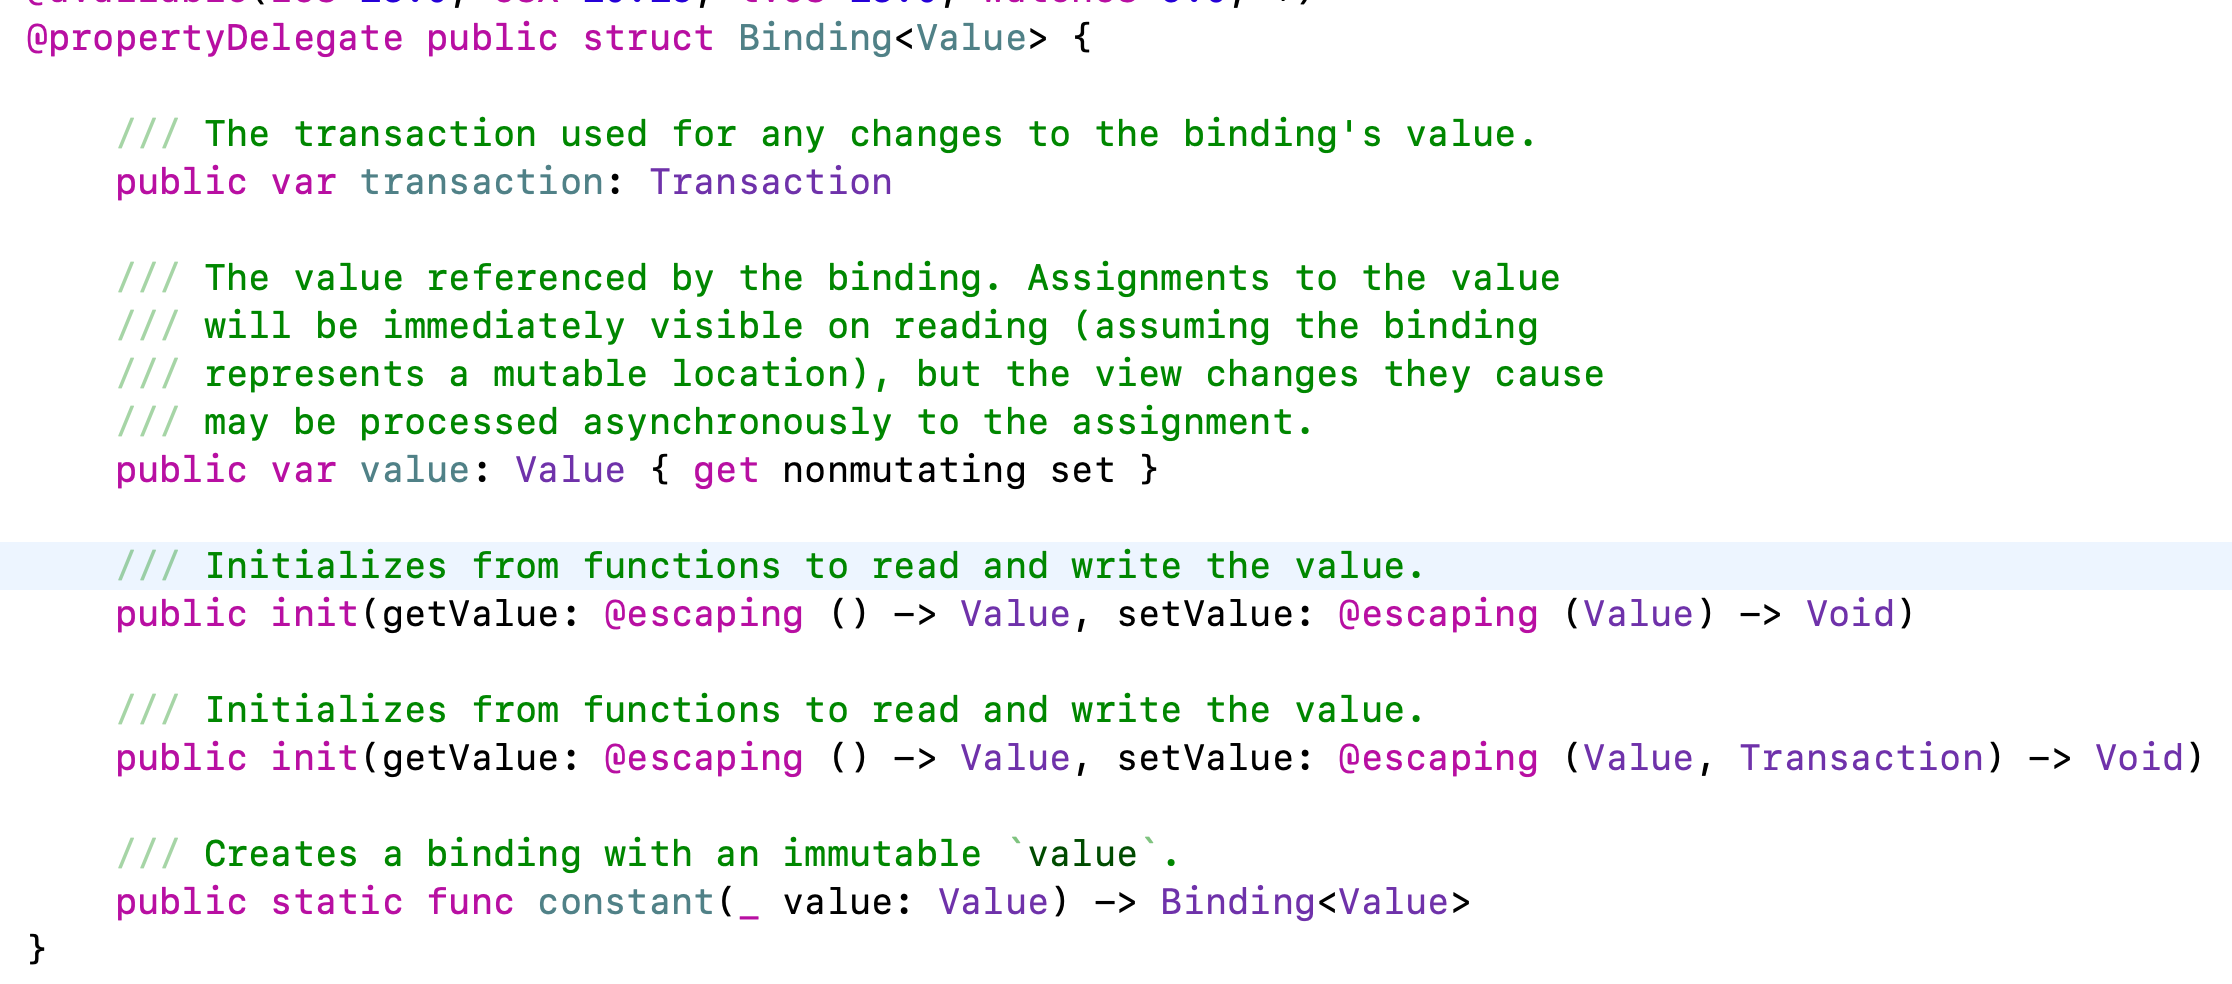 @propertyDelegate public struct Binding<Value> {
/// The transaction used for any changes to the binding's value.
public var transaction: Transaction
/// The value referenced by the binding. Assignments to the value
/// will be immediately visible on reading (assuming the binding
/// represents a mutable location), but the view changes they cause
/// may be processed asynchronously to the assignment.
public var value: Value { get nonmutating set }
/// Initializes from functions to read and write the value.
public init(getValue: @escaping () -> Value, setValue: @escaping (Value) -> Void)
/// Initializes from functions to read and write the value.
public init(getValue: @escaping () -> Value, setValue: @escaping (Value, Transaction) -> Void)
/// Creates a binding with an immutable `value`.
public static func constant(_ value: Value) -> Binding<Value>
}